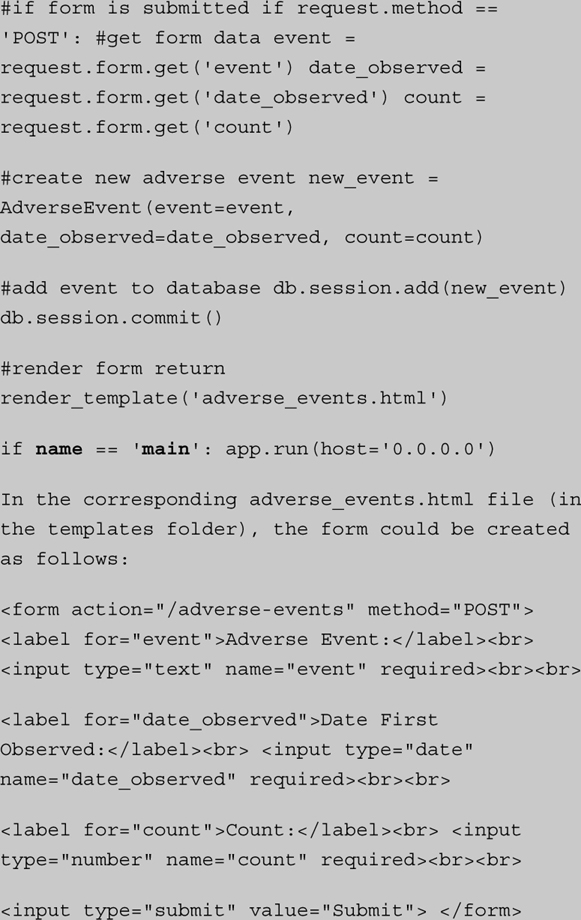 #if form is submitted if request.method ==
'POST': #get form data event =
request.form.get('event') date_observed =
request.form.get('date_observed') count =
request.form.get('count')
#create new adverse event new_event =
AdverseEvent(event=event,
date_observed=date_observed, count=count)
#add event to database db.session.add(new_event)
db.session.commit()
#render form return
render_template('adverse_events.html')
if name == 'main': app.run(host='0.0.0.0')
In the corresponding adverse_events.html file (in
the templates folder), the form could be created
as follows:
<form action="/adverse-events" method="POST">
<label for="event">Adverse Event:</label><br>
<input type="text" name="event" required><br><br>
<label for="date_observed">Date First
Observed:</label><br> <input type="date"
name="date_observed" required><br><br>
<label for="count">Count:</label><br> <input
type="number" name="count" required><br><br>
<input type="submit" value="Submit"> </form>